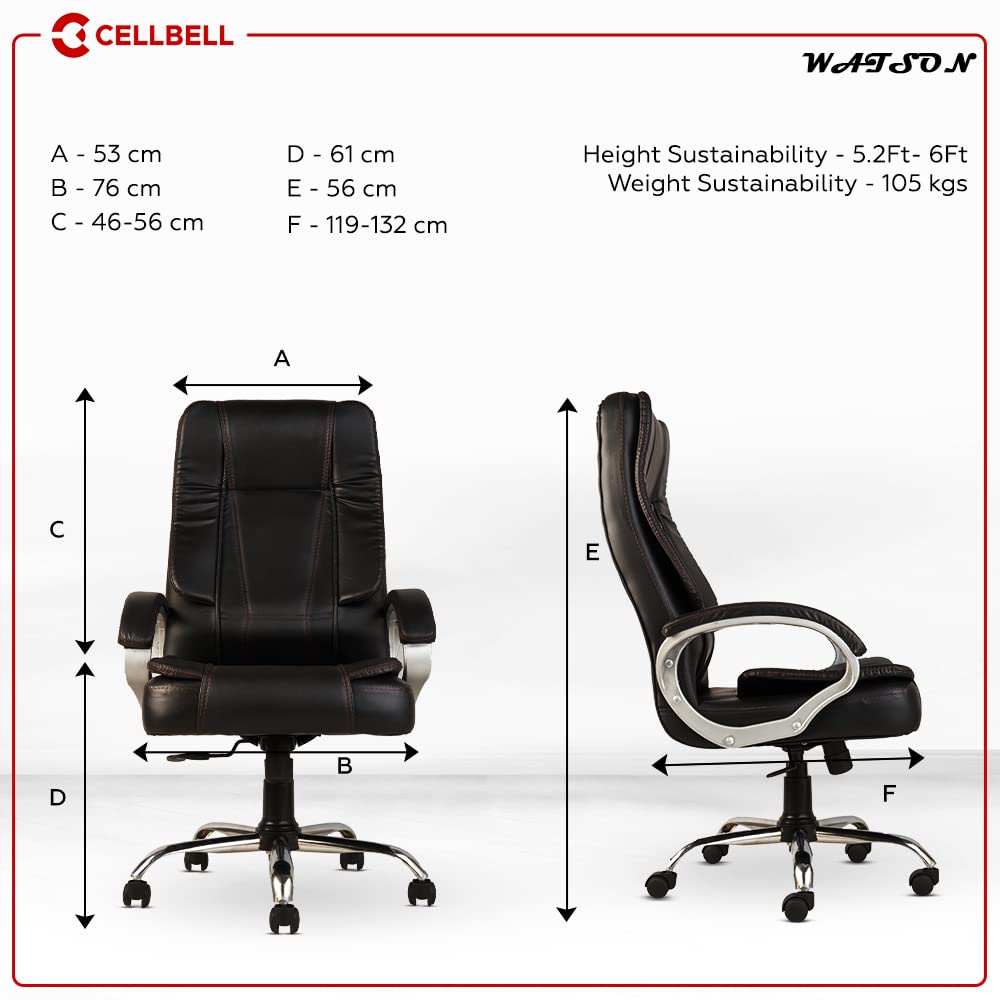 CELLBELL
WATSON
A - 53 cm
B - 76 cm
C - 46-56 cm
D - 61 cm
E - 56 cm
F - 119-132 cm
Height Sustainability - 5.2Ft- 6Ft
Weight Sustainability - 105 kgs
A
C
B
D
E
F